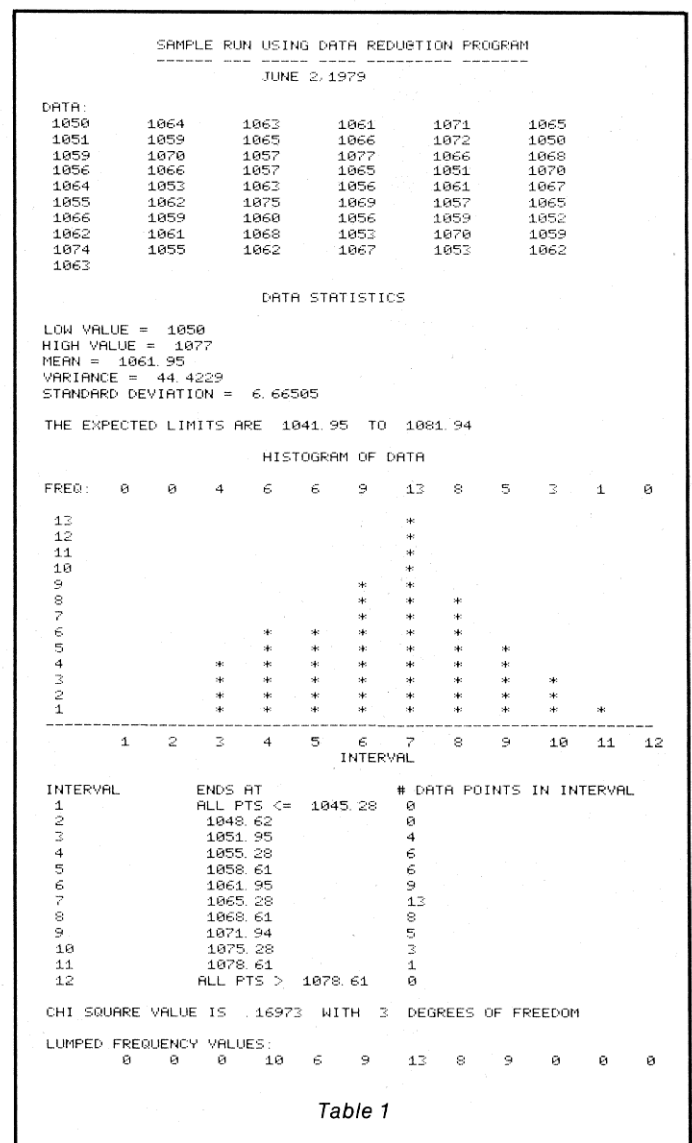 SAMPLE RUN USING DATA REDUCTION PROGRAM
------ --- ----- ---- --------- -------
JUNE 2,1979
DATA:
1050 1064 1063 1061 1071 1065
1051 1059 1065 1066 1072 1050
1059 1070 1057 1077 1066 1068
1056 1066 1057 1065 1051 1070
1064 1053 1063 1056 1061 1067
1055 1062 1075 1069 1057 1065
1066 1059 1060 1056 1059 1052
1062 1061 1068 1053 1070 1059
1074 1055 1062 1067 1053 1062
1063
DATA STATISTICS
LOW VALUE = 1050
HIGH VALUE = 1077
MEAN = 1061.95
VARIANCE = 44.4229
STANDARD DEVIATION = 6.66505
THE EXPECTED LIMITS ARE 1041.95 TO 1081.94
HISTOGRAM OF DATA
FREQ: 0 0 4 6 6 9 13 8 5 3 1 0
13 *
12 *
11 *
10 *
9 * *
8 * * *
7 * * *
6 * * * * *
5 * * * * * *
4 * * * * * * *
3 * * * * * * * *
2 * * * * * * * *
1 * * * * * * * * *
1 2 3 4 5 6 7 8 9 10 11 12
INTERVAL
INTERVAL ENDS AT # DATA POINTS IN INTERVAL
1 ALL PTS <= 1045.28 0
2 1048.62 0
3 1051.95 4
4 1055.28 6
5 1058.61 6
6 1061.95 9
7 1065.28 13
8 1068.61 8
9 1071.94 5
10 1075.28 3
11 1078.61 1
12 ALL PTS > 1078.61 0
CHI SQUARE VALUE IS .16973 WITH 3 DEGREES OF FREEDOM
LUMPED FREQUENCY VALUES:
0 0 0 10 6 9 13 8 9 0 0 0
Table 1